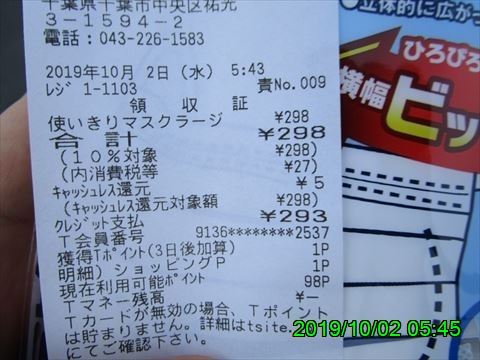 千葉県千葉市中央区祐光
3-1594-2
電話:043-226-1583
2019年10月 2日(水) 5:43
レジ 1-1103 責No.009
領 収 証
使いきりマスクラージ ¥298
合 計 ¥298
(10%対象 ¥298)
(内消費税等 ¥27)
キャッシュレス還元 ¥5
(キャッシュレス還元対象額 ¥298)
クレジット支払 ¥293
T会員番号 9136********2537
獲得Tポイント(3日後加算) 1P
明細)ショッピングP 1P
現在利用可能ポイント 98P
Tマネー残高 ¥-
Tカードが無効の場合、Tポイント
は貯まりません。詳細はtsite.
にてご確認下さい。
●立体的に広がっ
ひろびろ
横幅
ビッ
2019/10/02 05:45